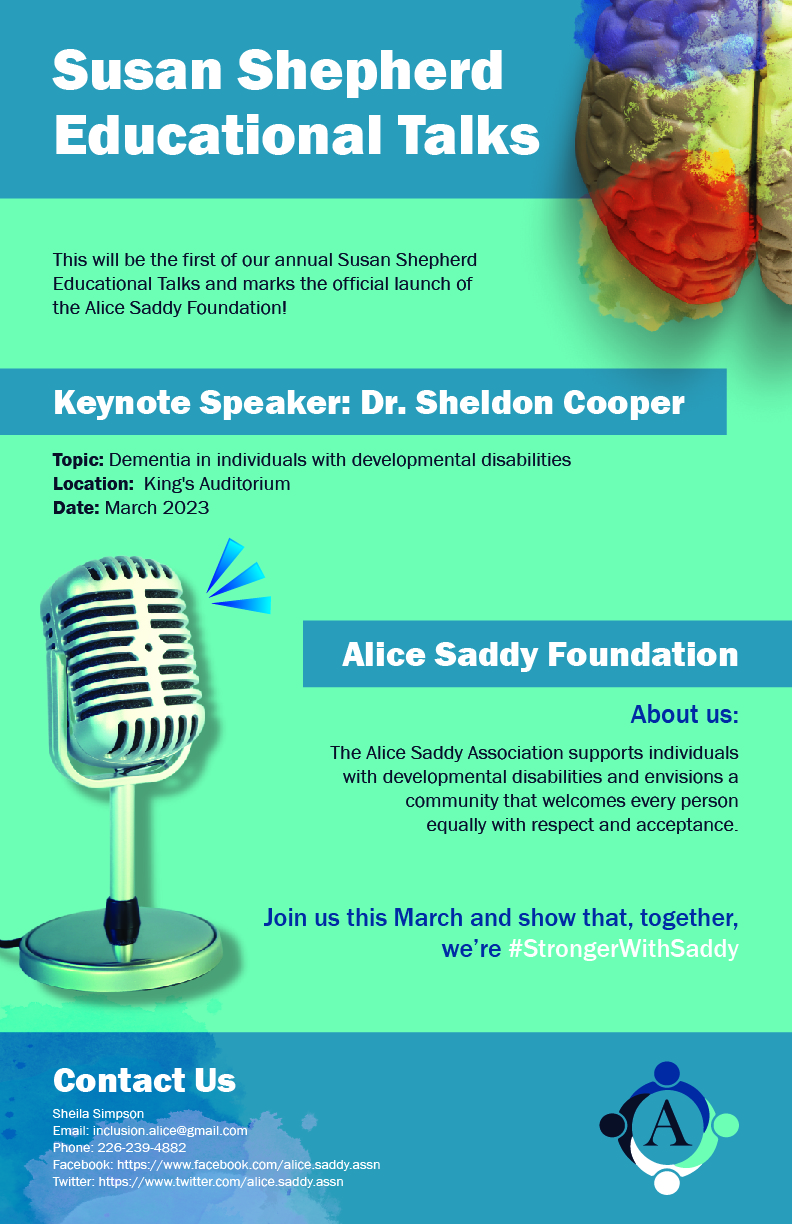 Susan Shepherd
Educational Talks
This will be the first of our annual Susan Shepherd
Educational Talks and marks the official launch of
the Alice Saddy Foundation!
Keynote Speaker: Dr. Sheldon Cooper
Topic: Dementia in individuals with developmental disabilities
Location: King's Auditorium
Date: March 2023
Alice Saddy Foundation
About us:
The Alice Saddy Association supports individuals
with developmental disabilities and envisions a
community that welcomes every person
equally with respect and acceptance.
Join us this March and show that, together,
we’re #StrongerWithSaddy
Contact Us
Sheila Simpson
Email: inclusion.alice@gmail.com
Phone: 226-239-4882
Facebook: https://www.facebook.com/alice.saddy.assn
Twitter: https://www.twitter.com/alice.saddy.assn
A